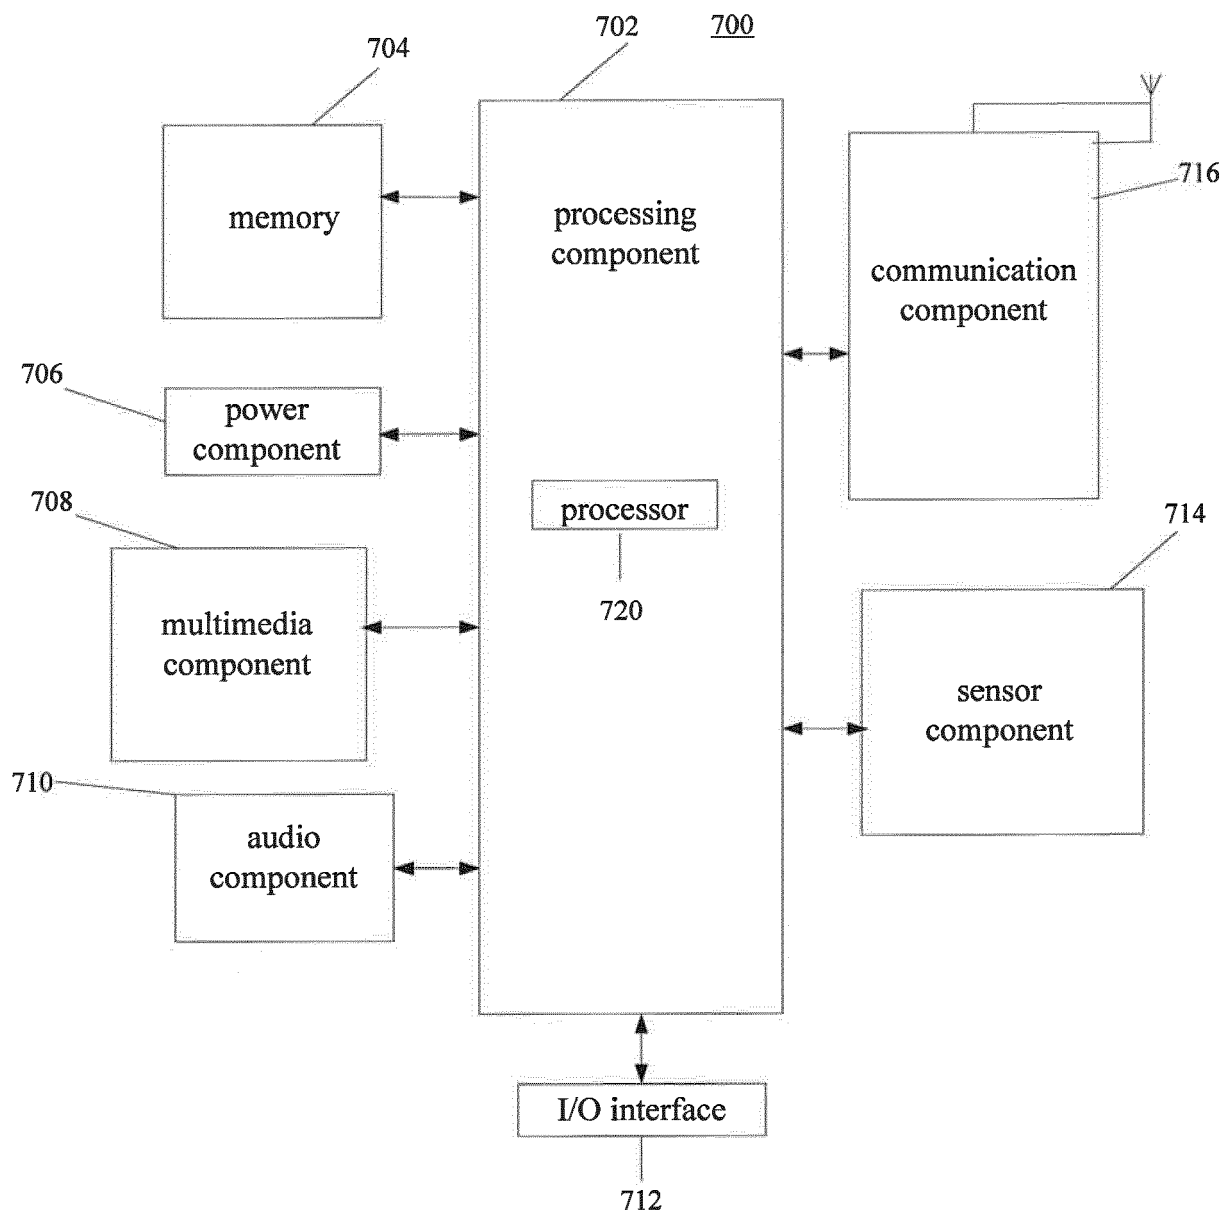 702
700
704
716
memory
processing
component
communication
component
706
power
component
708
processor
714
720
multimedia
component
sensor
component
710
audio
component
I/O interface
712